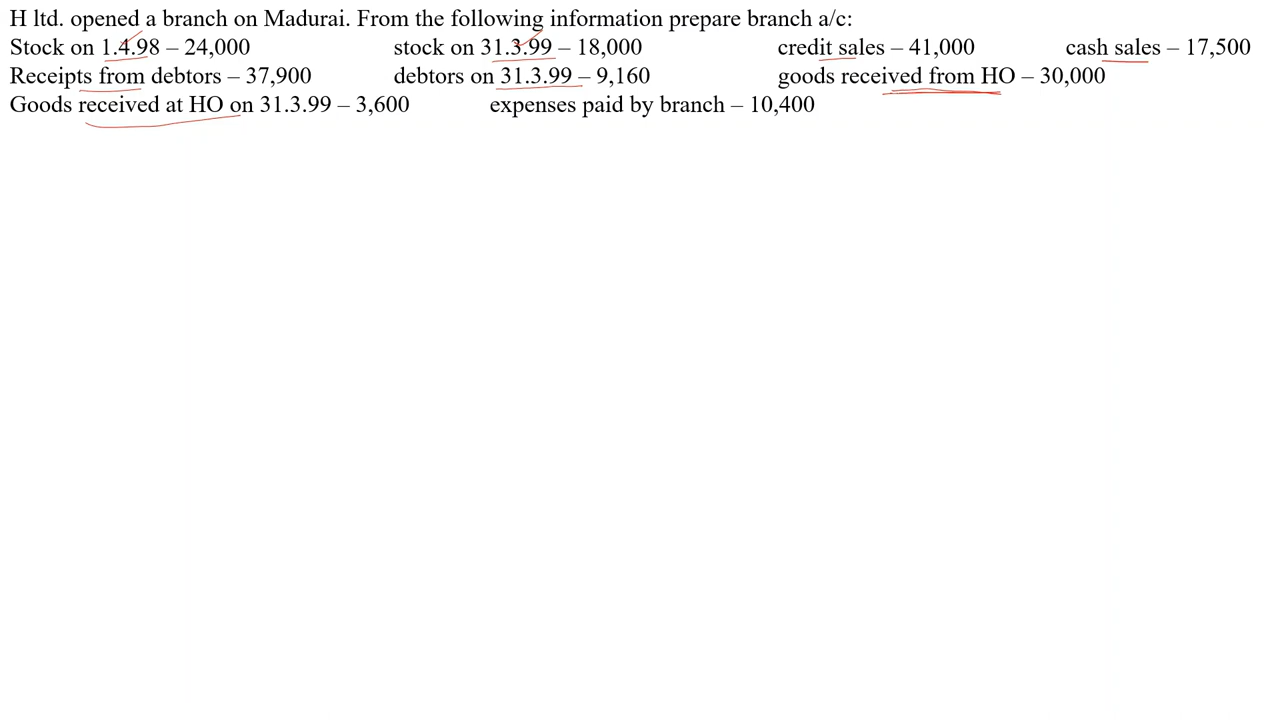 H ltd. opened a branch on Madurai. From the following information prepare branch a/c:
Stock on 1.4.98 – 24,000 stock on 31.3.99 – 18,000 credit sales – 41,000 cash sales – 17,500
Receipts from debtors – 37,900 debtors on 31.3.99 – 9,160 goods received from HO – 30,000
Goods received at HO on 31.3.99 – 3,600 expenses paid by branch – 10,400